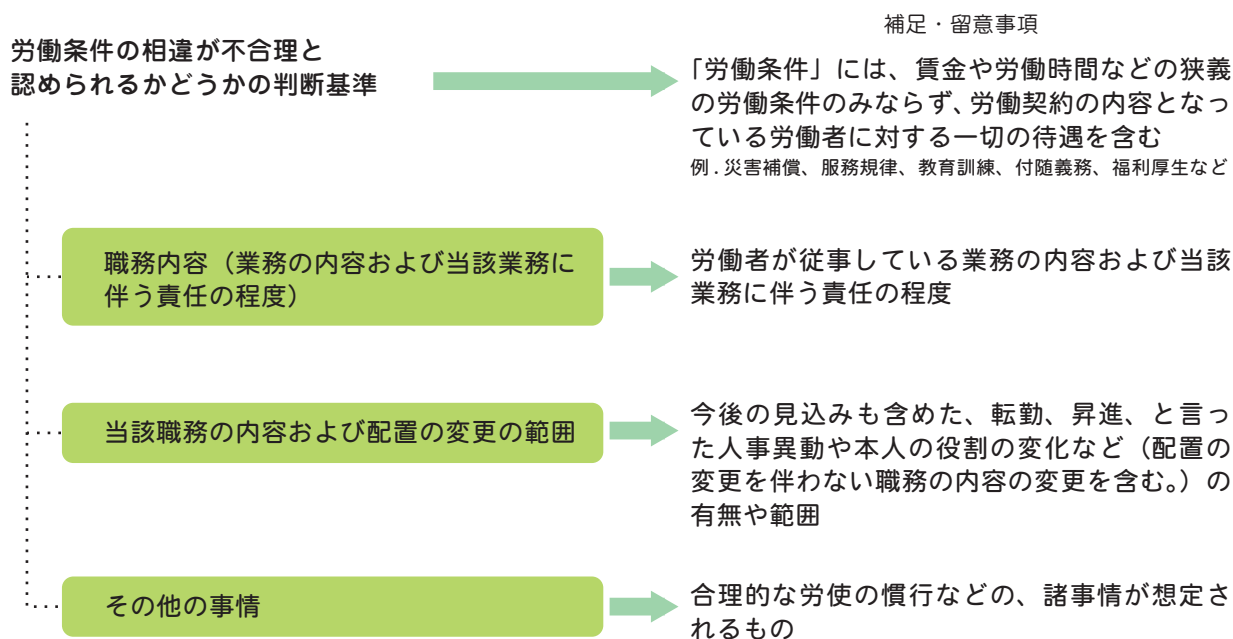 補足・留意事項
労働条件の相違が不合理と
認められるかどうかの判断基準
「労働条件」には、賃金や労働時間などの狭義
の労働条件のみならず、労働契約の内容となっ
ている労働者に対する一切の待遇を含む
例．災害補償、服務規律、教育訓練、付随義務、福利厚生など
職務内容（業務の内容および当該業務に
伴う責任の程度）
労働者が従事している業務の内容および当該
業務に伴う責任の程度
当該職務の内容および配置の変更の範囲
今後の見込みも含めた、転勤、昇進、と言っ
た人事異動や本人の役割の変化など（配置の
変更を伴わない職務の内容の変更を含む。）の
有無や範囲
その他の事情
合理的な労使の慣行などの、諸事情が想定さ
れるもの